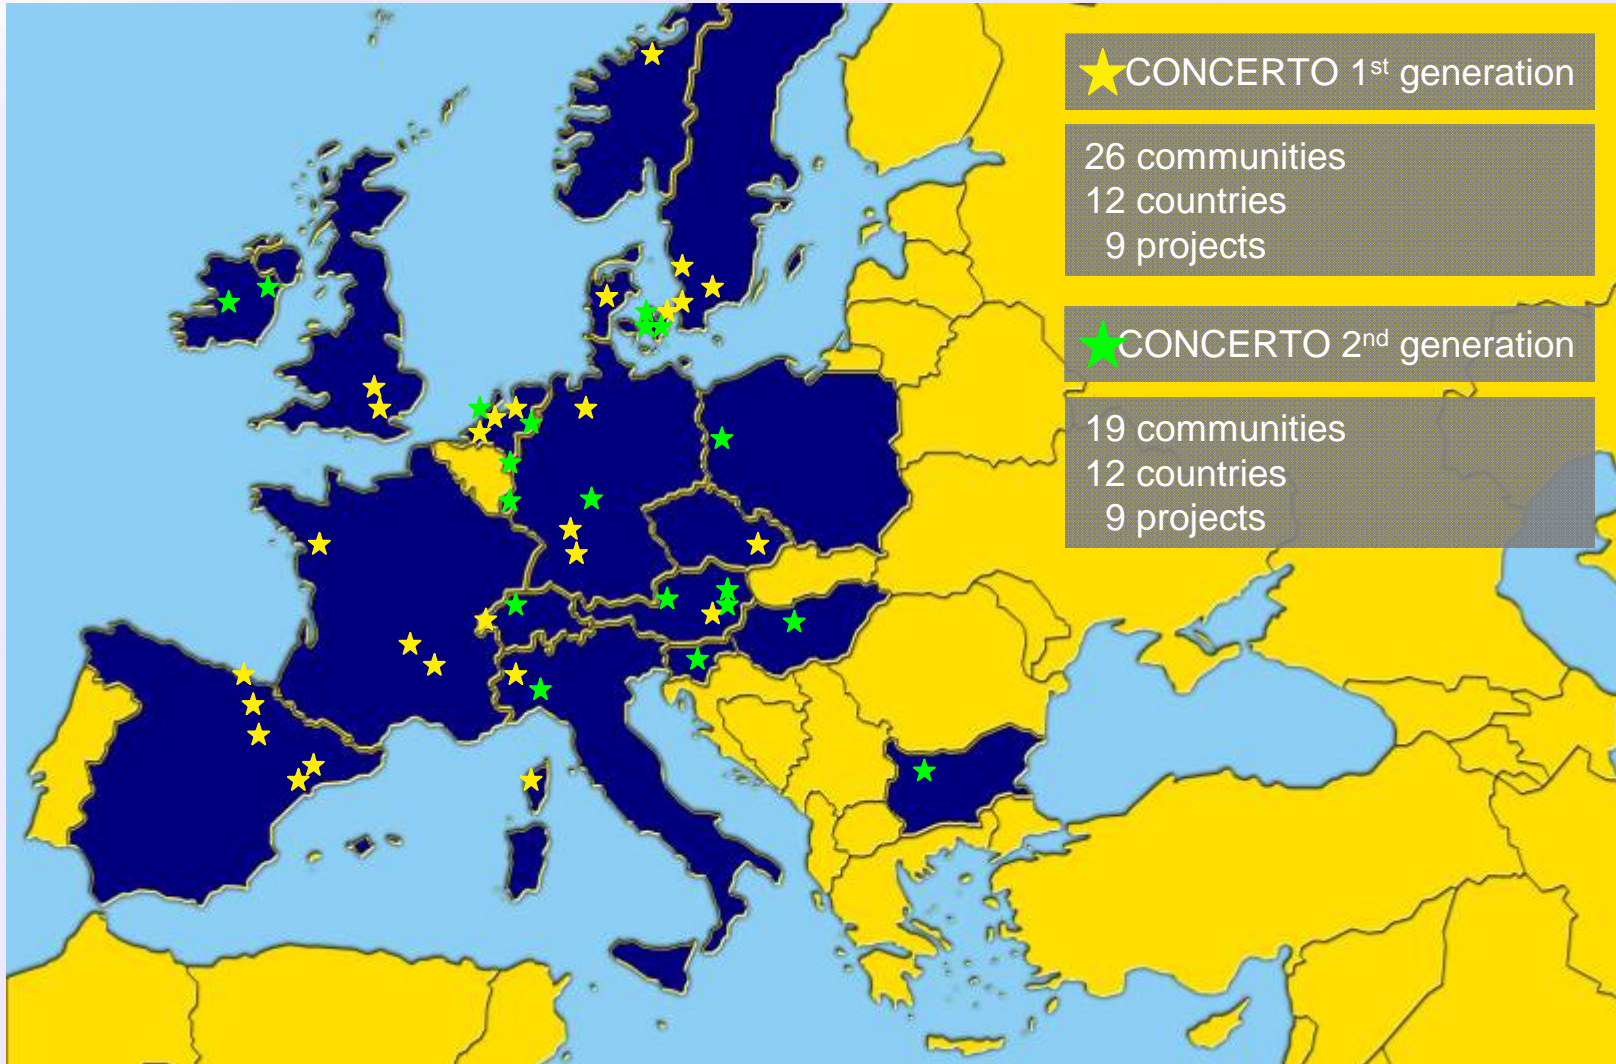 CONCERTO 1st generation
26 communities
12 countries
9 projects
CONCERTO 2nd generation
19 communities
12 countries
9 projects